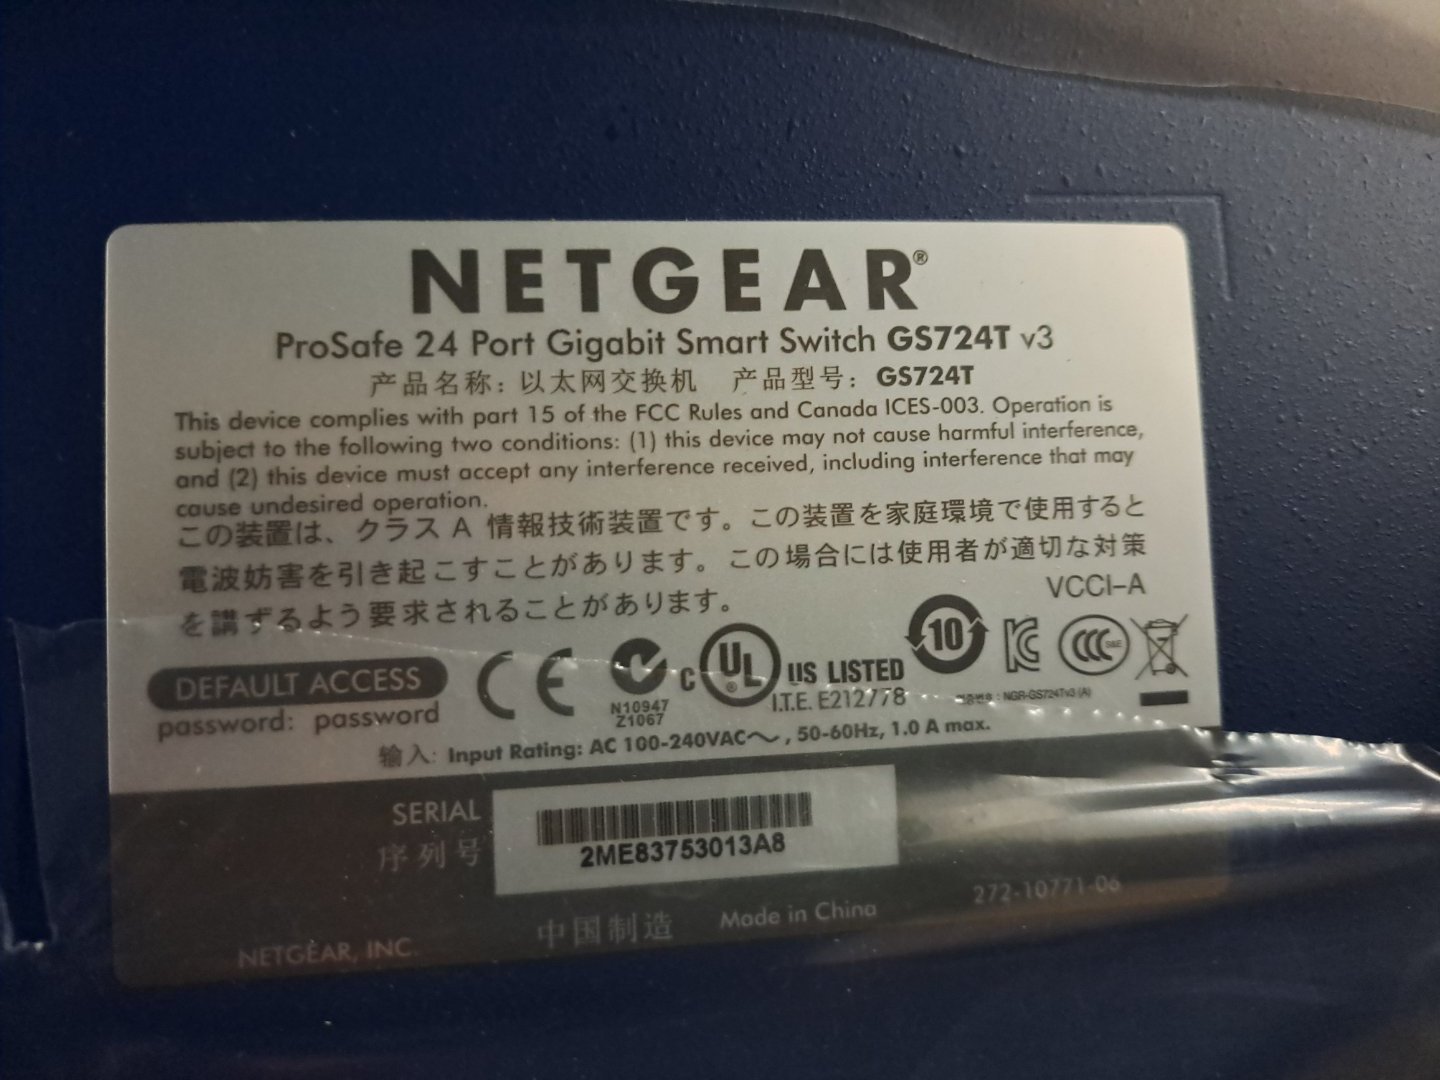 NETGEAR®
ProSafe 24 Port Gigabit Smart Switch GS724T v3
产品名称：以太网交换机 产品型号：GS724T
This device complies with part 15 of the FCC Rules and Canada ICES-003. Operation is
subject to the following two conditions: (1) this device may not cause harmful interference,
and (2) this device must accept any interference received, including interference that may
cause undesired operation.
この装置は、クラス A 情報技術装置です。この装置を家庭環境で使用すると
電波妨害を引き起こすことがあります。この場合には使用者が適切な対策
を講ずるよう要求されることがあります。
VCCI-A
DEFAULT ACCESS
password: password
CE
N10947
Z1067
C UL® US LISTED
I.T.E. E212778
10
KC
CCC S&E
NGR-GS724Tv3 (A)
输入: Input Rating: AC 100-240VAC～, 50-60Hz, 1.0 A max.
SERIAL
序列号
2ME83753013A8
中国制造 Made in China
272-10771-06
NETGEAR, INC.